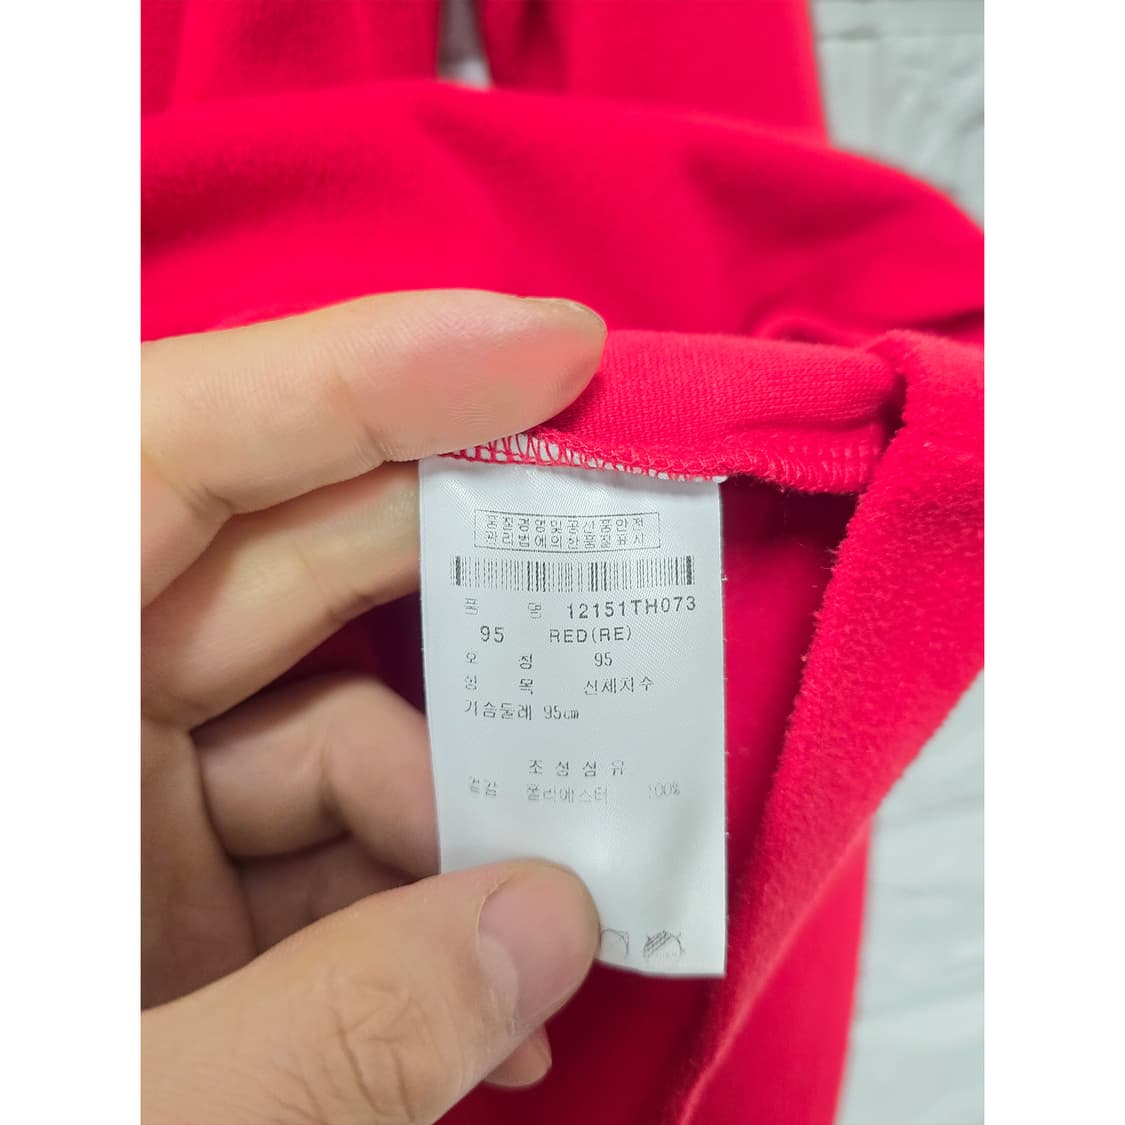 품질경영및공산품안전
관리법에의한품질표시
품 명 12151TH073
95 RED(RE)
호 칭 95
항 목 신체치수
가슴둘레 95cm
조성섬유
겉감 폴리에스터 100%